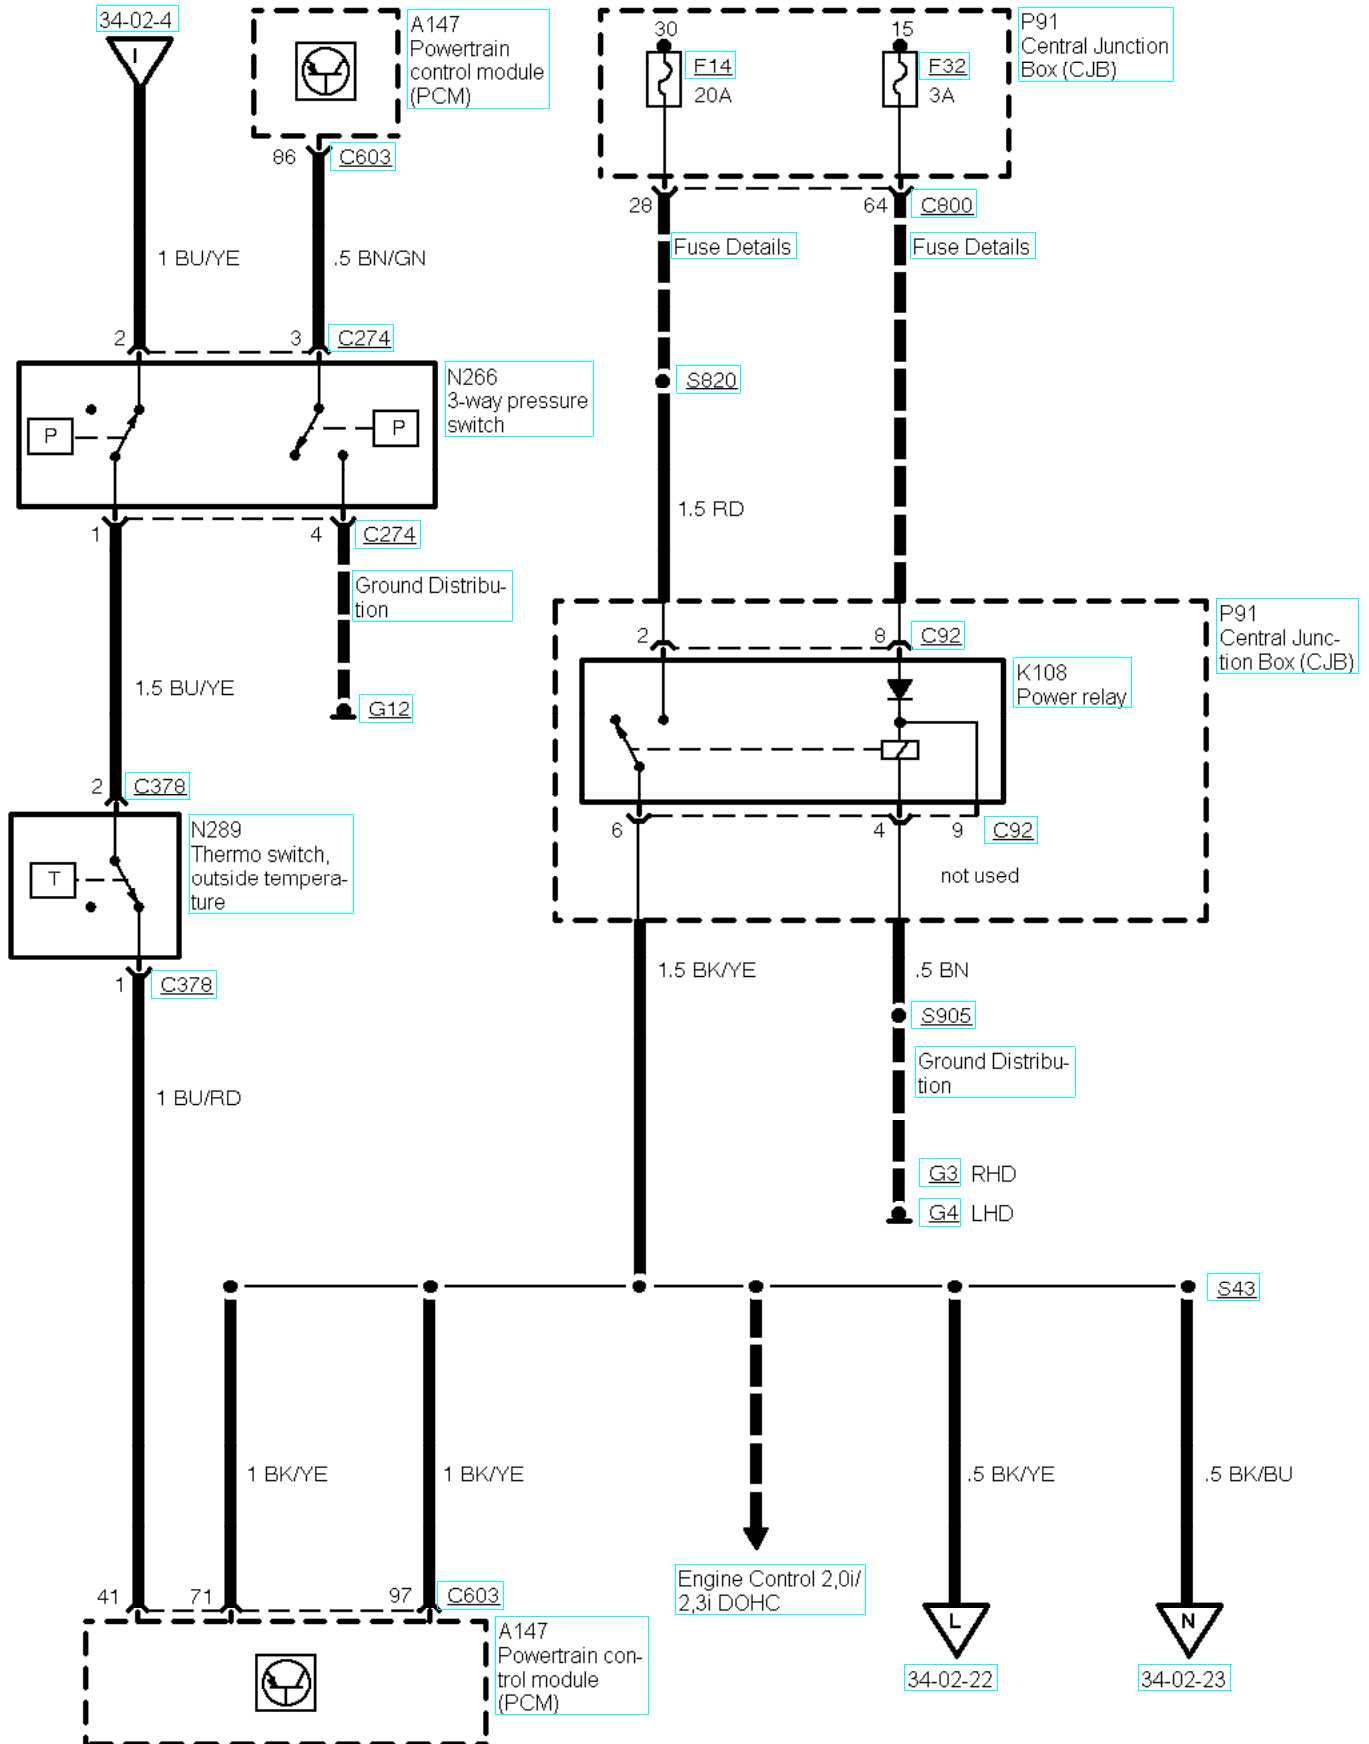 34-02-4
I
A147
Powertrain
control module
(PCM)
86
C603
30
15
F14
20A
F32
3A
P91
Central Junction
Box (CJB)
28
64
C800
1 BU/YE
.5 BN/GN
Fuse Details
Fuse Details
2
3
C274
N266
3-way pressure
switch
P
P
S820
1.5 RD
1
4
C274
Ground Distribu-
tion
1.5 BU/YE
G12
P91
Central Junc-
tion Box (CJB)
2
8
C92
K108
Power relay
6
4
9
C92
not used
2
C378
N289
Thermo switch,
outside tempera-
ture
T
1
C378
1.5 BK/YE
.5 BN
S905
Ground Distribu-
tion
1 BU/RD
G3 RHD
G4 LHD
S43
1 BK/YE
1 BK/YE
.5 BK/YE
.5 BK/BU
Engine Control 2,0i/
2,3i DOHC
41
71
97
C603
A147
Powertrain con-
trol module
(PCM)
L
34-02-22
N
34-02-23